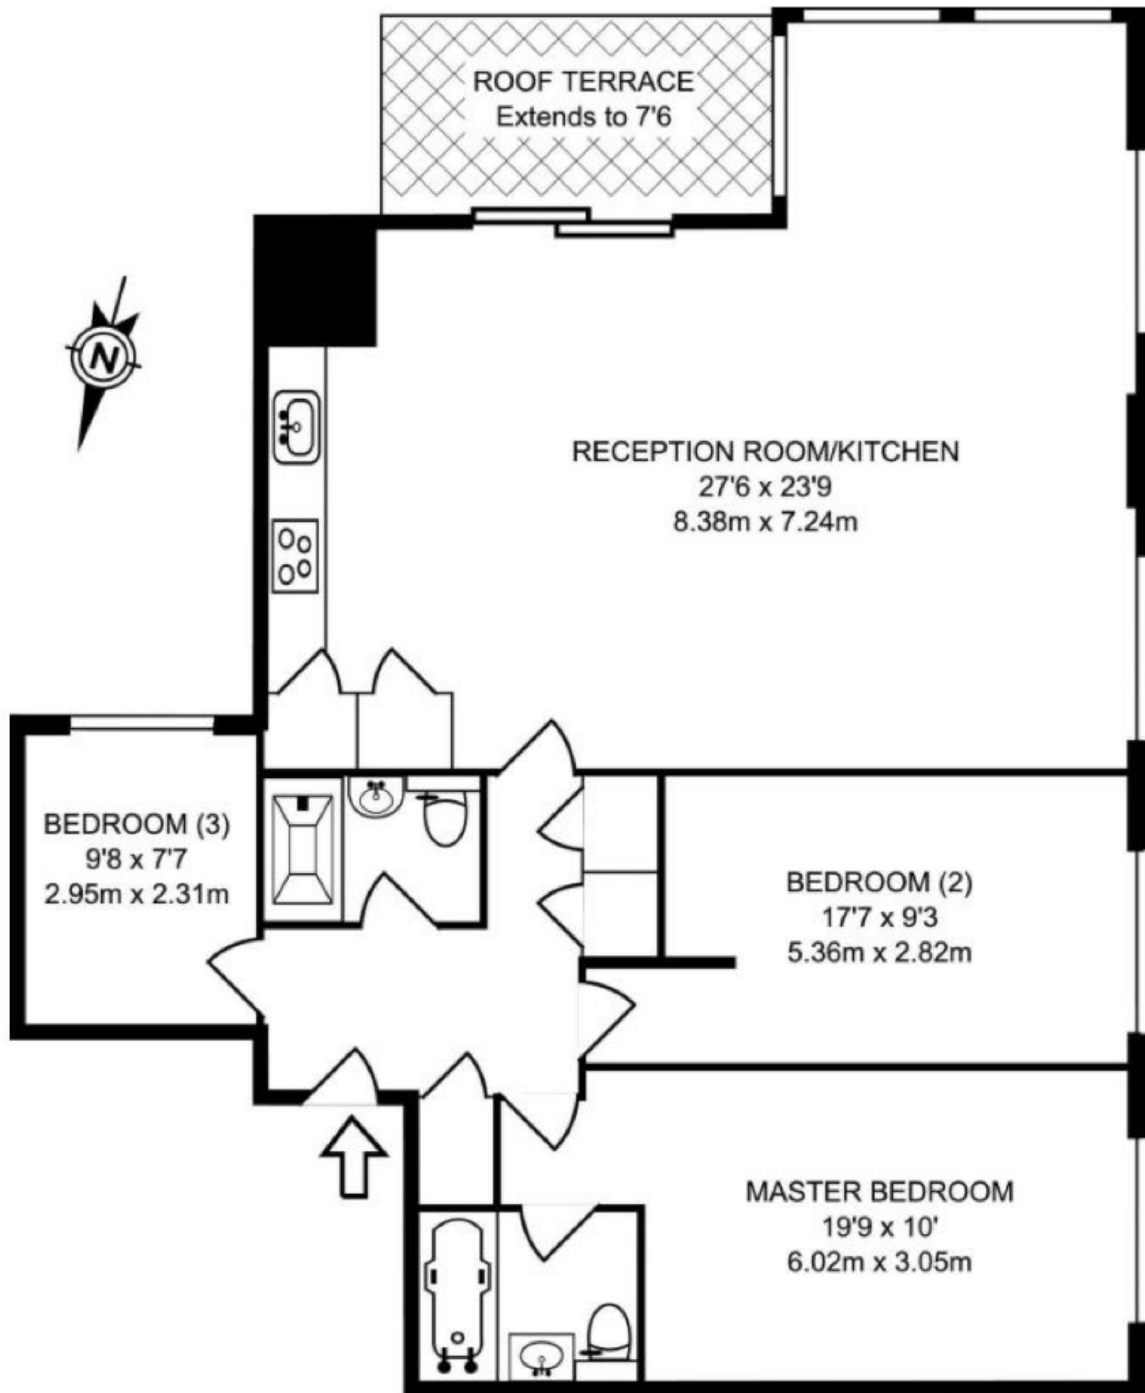 ROOF TERRACE
Extends to 7'6
N
RECEPTION ROOM/KITCHEN
27'6 x 23'9
8.38m x 7.24m
BEDROOM (3)
9'8 x 7'7
2.95m x 2.31m
BEDROOM (2)
17'7 x 9'3
5.36m x 2.82m
MASTER BEDROOM
19'9 x 10'
6.02m x 3.05m